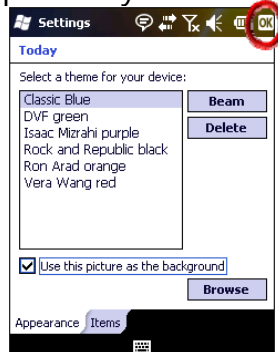 Settings
OK
Today
Select a theme for your device:
Classic Blue
DVF green
Isaac Mizrahi purple
Rock and Republic black
Ron Arad orange
Vera Wang red
Beam
Delete
Use this picture as the background
Browse
Appearance Items